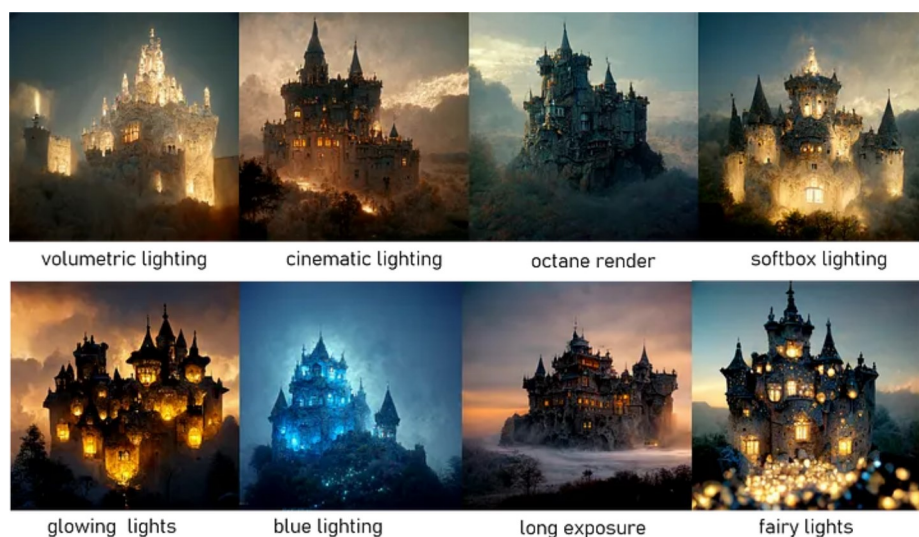 volumetric lighting
cinematic lighting
octane render
softbox lighting
glowing lights
blue lighting
long exposure
fairy lights